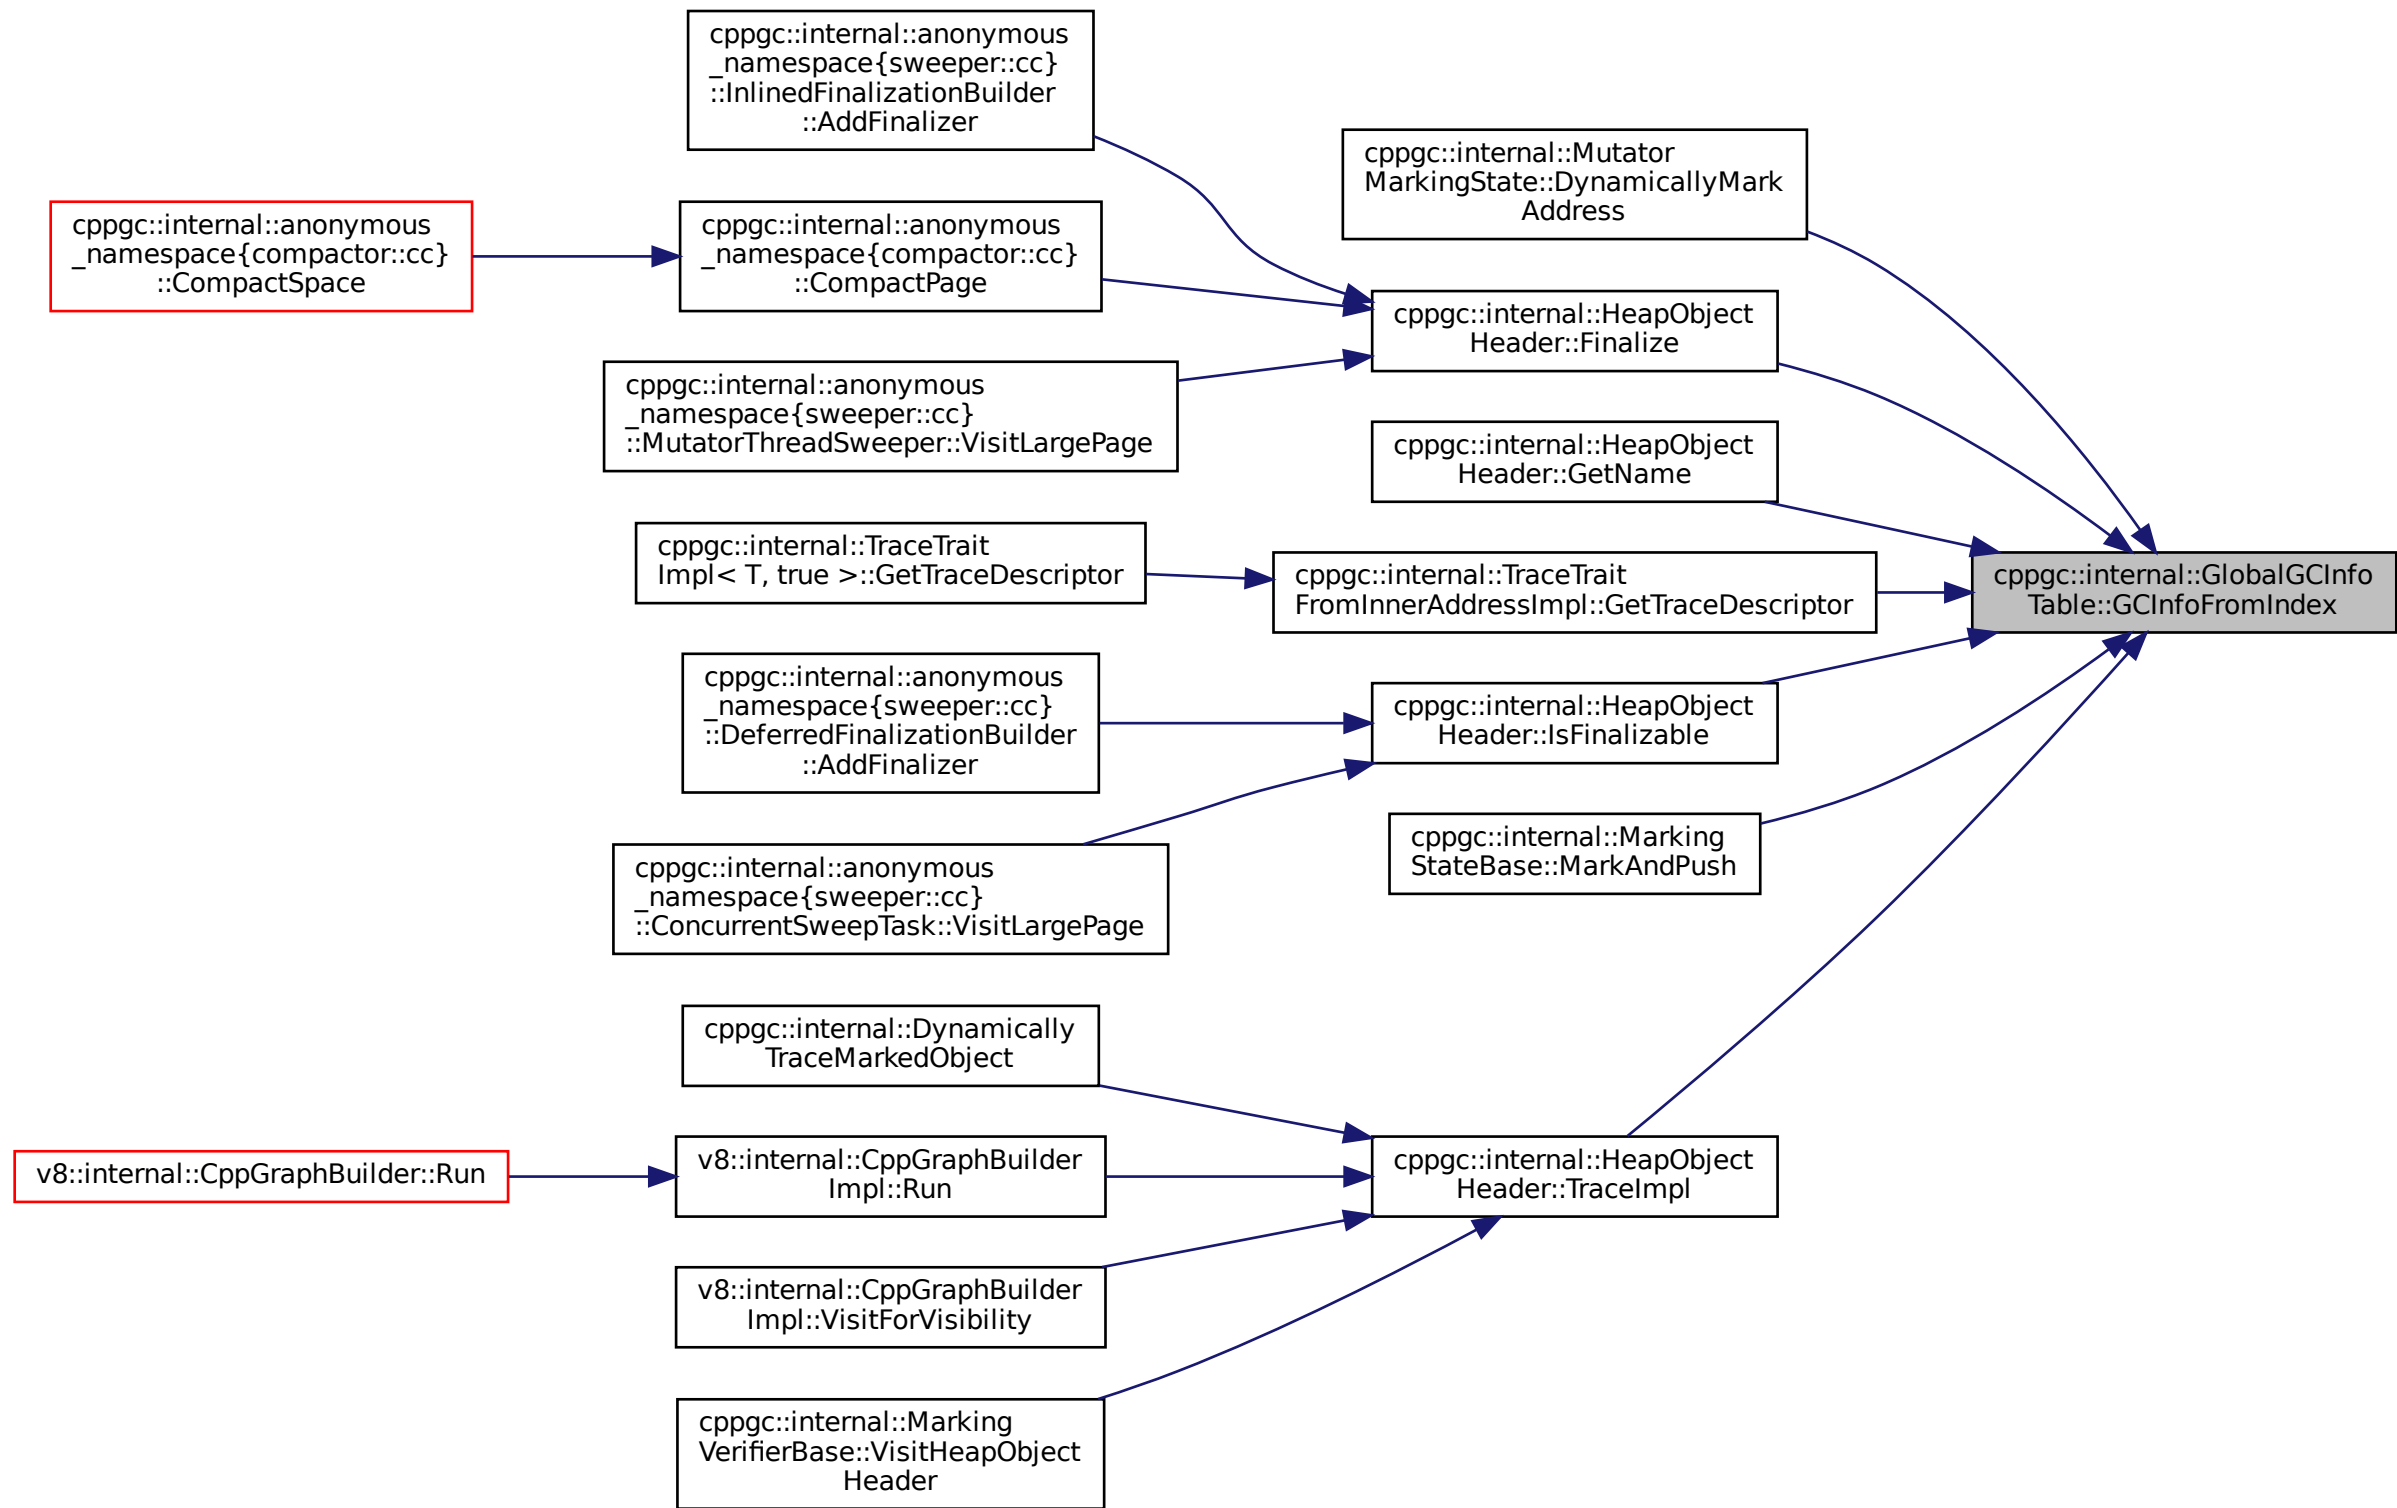 cppgc::internal::anonymous
_namespace{sweeper::cc}
::InlinedFinalizationBuilder
::AddFinalizer
cppgc::internal::Mutator
MarkingState::DynamicallyMark
Address
cppgc::internal::anonymous
_namespace{compactor::cc}
::CompactSpace
cppgc::internal::anonymous
_namespace{compactor::cc}
::CompactPage
cppgc::internal::HeapObject
Header::Finalize
cppgc::internal::anonymous
_namespace{sweeper::cc}
::MutatorThreadSweeper::VisitLargePage
cppgc::internal::HeapObject
Header::GetName
cppgc::internal::TraceTrait
Impl< T, true >::GetTraceDescriptor
cppgc::internal::TraceTrait
FromInnerAddressImpl::GetTraceDescriptor
cppgc::internal::GlobalGCInfo
Table::GCInfoFromIndex
cppgc::internal::anonymous
_namespace{sweeper::cc}
::DeferredFinalizationBuilder
::AddFinalizer
cppgc::internal::HeapObject
Header::IsFinalizable
cppgc::internal::Marking
StateBase::MarkAndPush
cppgc::internal::anonymous
_namespace{sweeper::cc}
::ConcurrentSweepTask::VisitLargePage
cppgc::internal::Dynamically
TraceMarkedObject
v8::internal::CppGraphBuilder::Run
v8::internal::CppGraphBuilder
Impl::Run
cppgc::internal::HeapObject
Header::TraceImpl
v8::internal::CppGraphBuilder
Impl::VisitForVisibility
cppgc::internal::Marking
VerifierBase::VisitHeapObject
Header